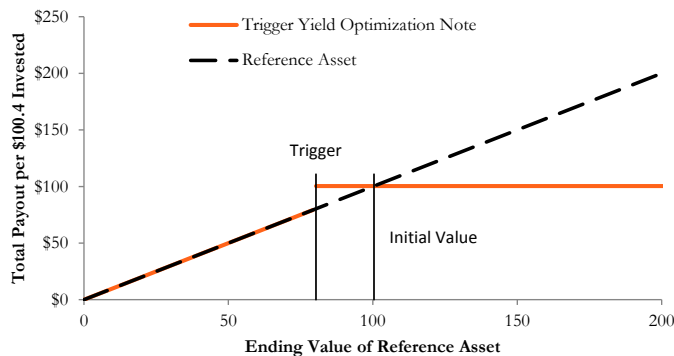 Total Payout per $100.4 Invested
$250
$200
$150
$100
$50
$0
Trigger Yield Optimization Note
Reference Asset
Trigger
Initial Value
0
50
100
150
200
Ending Value of Reference Asset